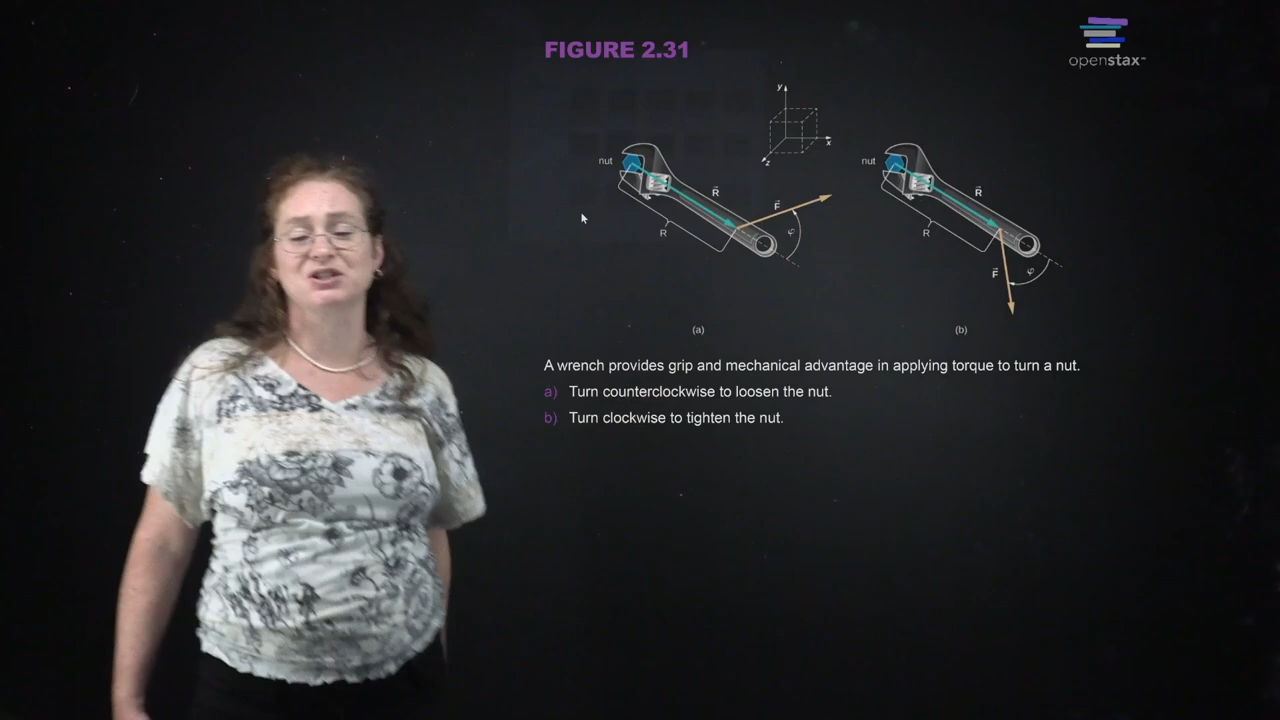 FIGURE 2.31
openstax™
y
x
z
nut
R
R
F
φ
(a)
nut
R
R
F
φ
(b)
A wrench provides grip and mechanical advantage in applying torque to turn a nut.
a) Turn counterclockwise to loosen the nut.
b) Turn clockwise to tighten the nut.